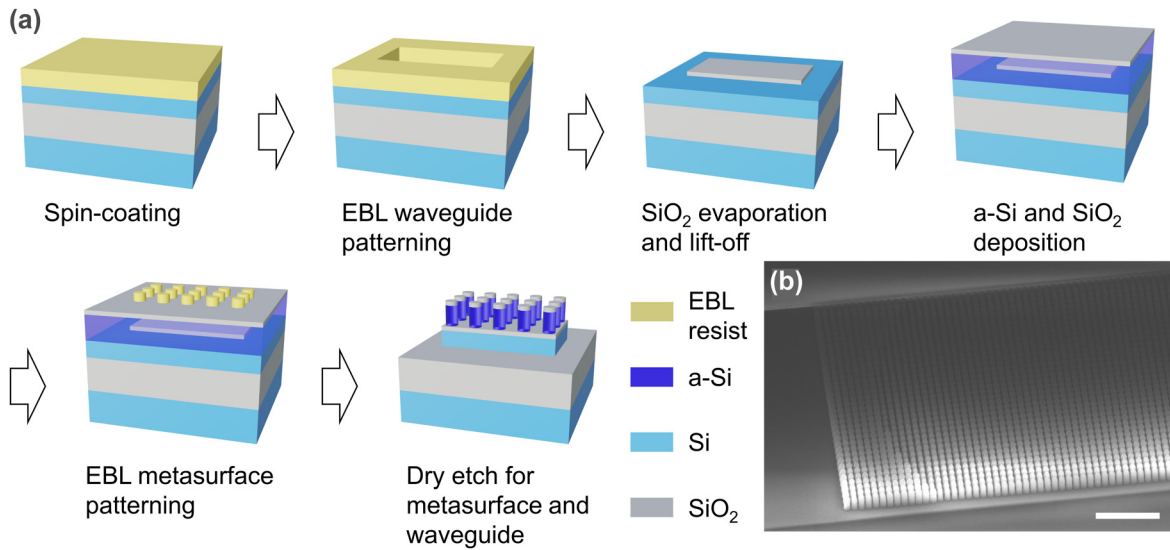 (a)
Spin-coating
EBL waveguide
patterning
SiO₂ evaporation
and lift-off
a-Si and SiO₂
deposition
EBL metasurface
patterning
Dry etch for
metasurface and
waveguide
EBL
resist
a-Si
Si
SiO₂
(b)